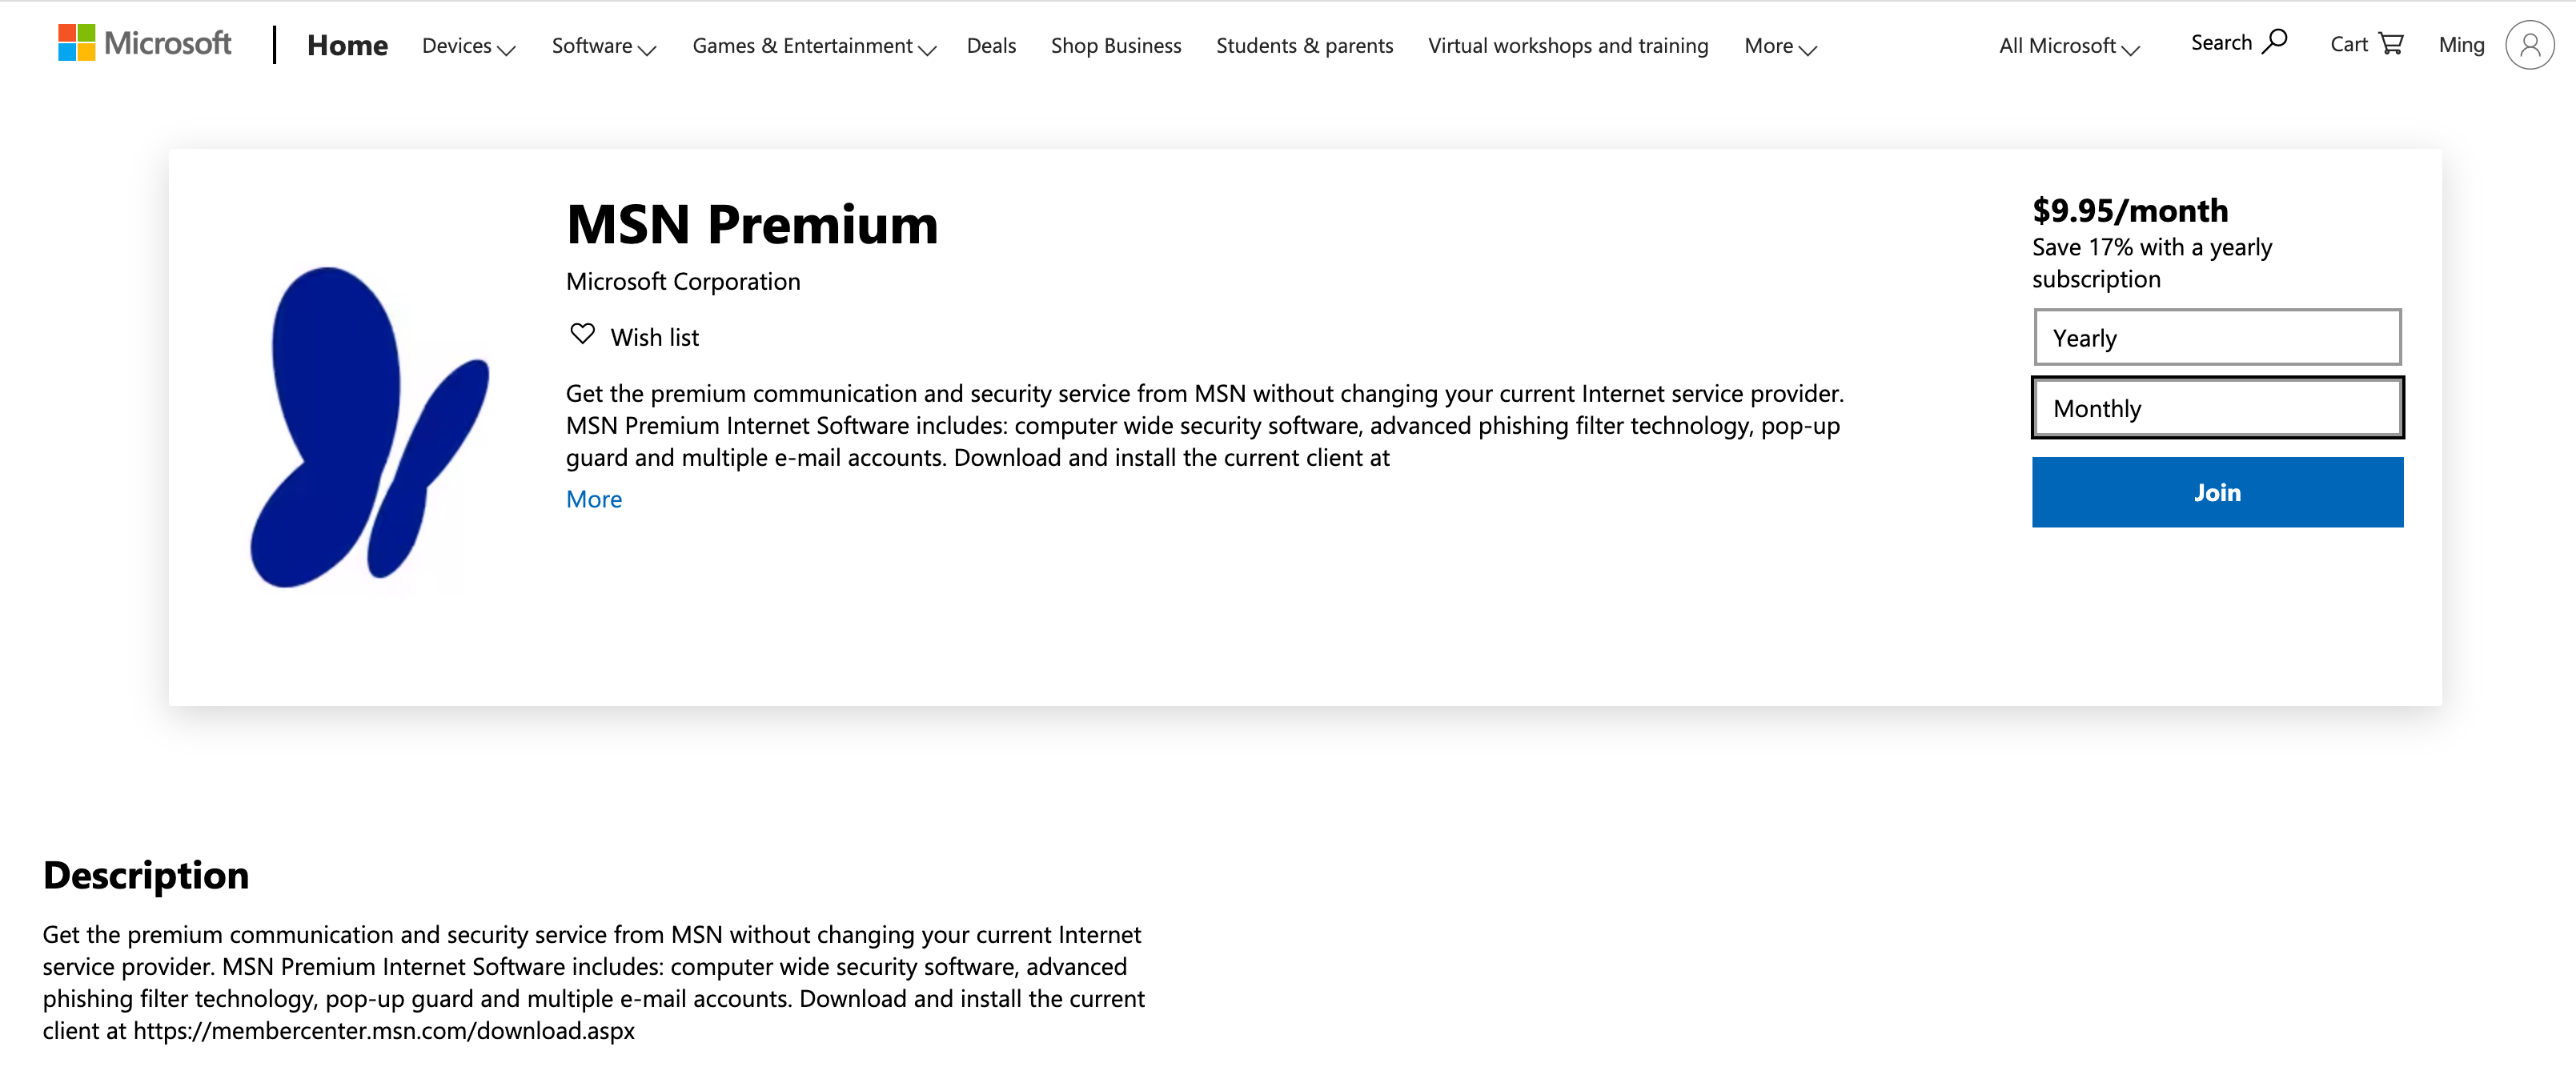 Microsoft
Home
Devices
Software
Games & Entertainment
Deals
Shop Business
Students & parents
Virtual workshops and training
More
All Microsoft
Search
Cart
Ming
MSN Premium
Microsoft Corporation
Wish list
Get the premium communication and security service from MSN without changing your current Internet service provider.
MSN Premium Internet Software includes: computer wide security software, advanced phishing filter technology, pop-up
guard and multiple e-mail accounts. Download and install the current client at
More
$9.95/month
Save 17% with a yearly
subscription
Yearly
Monthly
Join
Description
Get the premium communication and security service from MSN without changing your current Internet
service provider. MSN Premium Internet Software includes: computer wide security software, advanced
phishing filter technology, pop-up guard and multiple e-mail accounts. Download and install the current
client at https://membercenter.msn.com/download.aspx